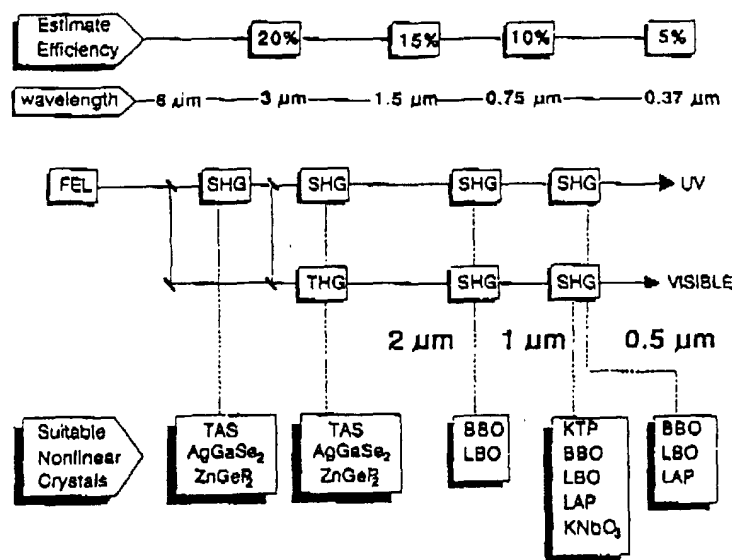 Estimate
Efficiency
20% 15% 10% 5%
wavelength 6 µm 3 µm 1.5 µm 0.75 µm 0.37 µm
FEL SHG SHG SHG SHG UV
THG SHG SHG VISIBLE
2 µm 1 µm 0.5 µm
Suitable
Nonlinear
Crystals
TAS
AgGaSe₂
ZnGeP₂
TAS
AgGaSe₂
ZnGeP₂
BBO
LBO
KTP
BBO
LBO
LAP
KNbO₃
BBO
LBO
LAP